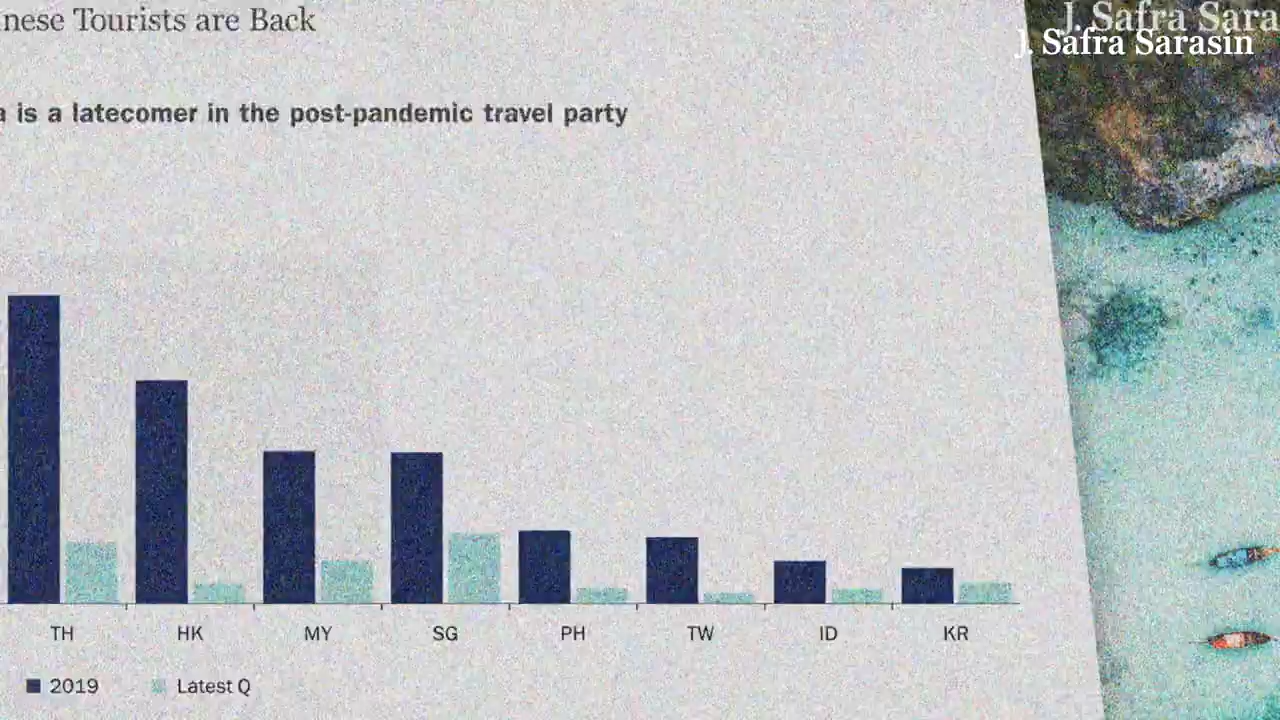 nese Tourists are Back
J. Safra Sara
J. Safra Sarasin
a is a latecomer in the post-pandemic travel party
TH HK MY SG PH TW ID KR
2019 Latest Q